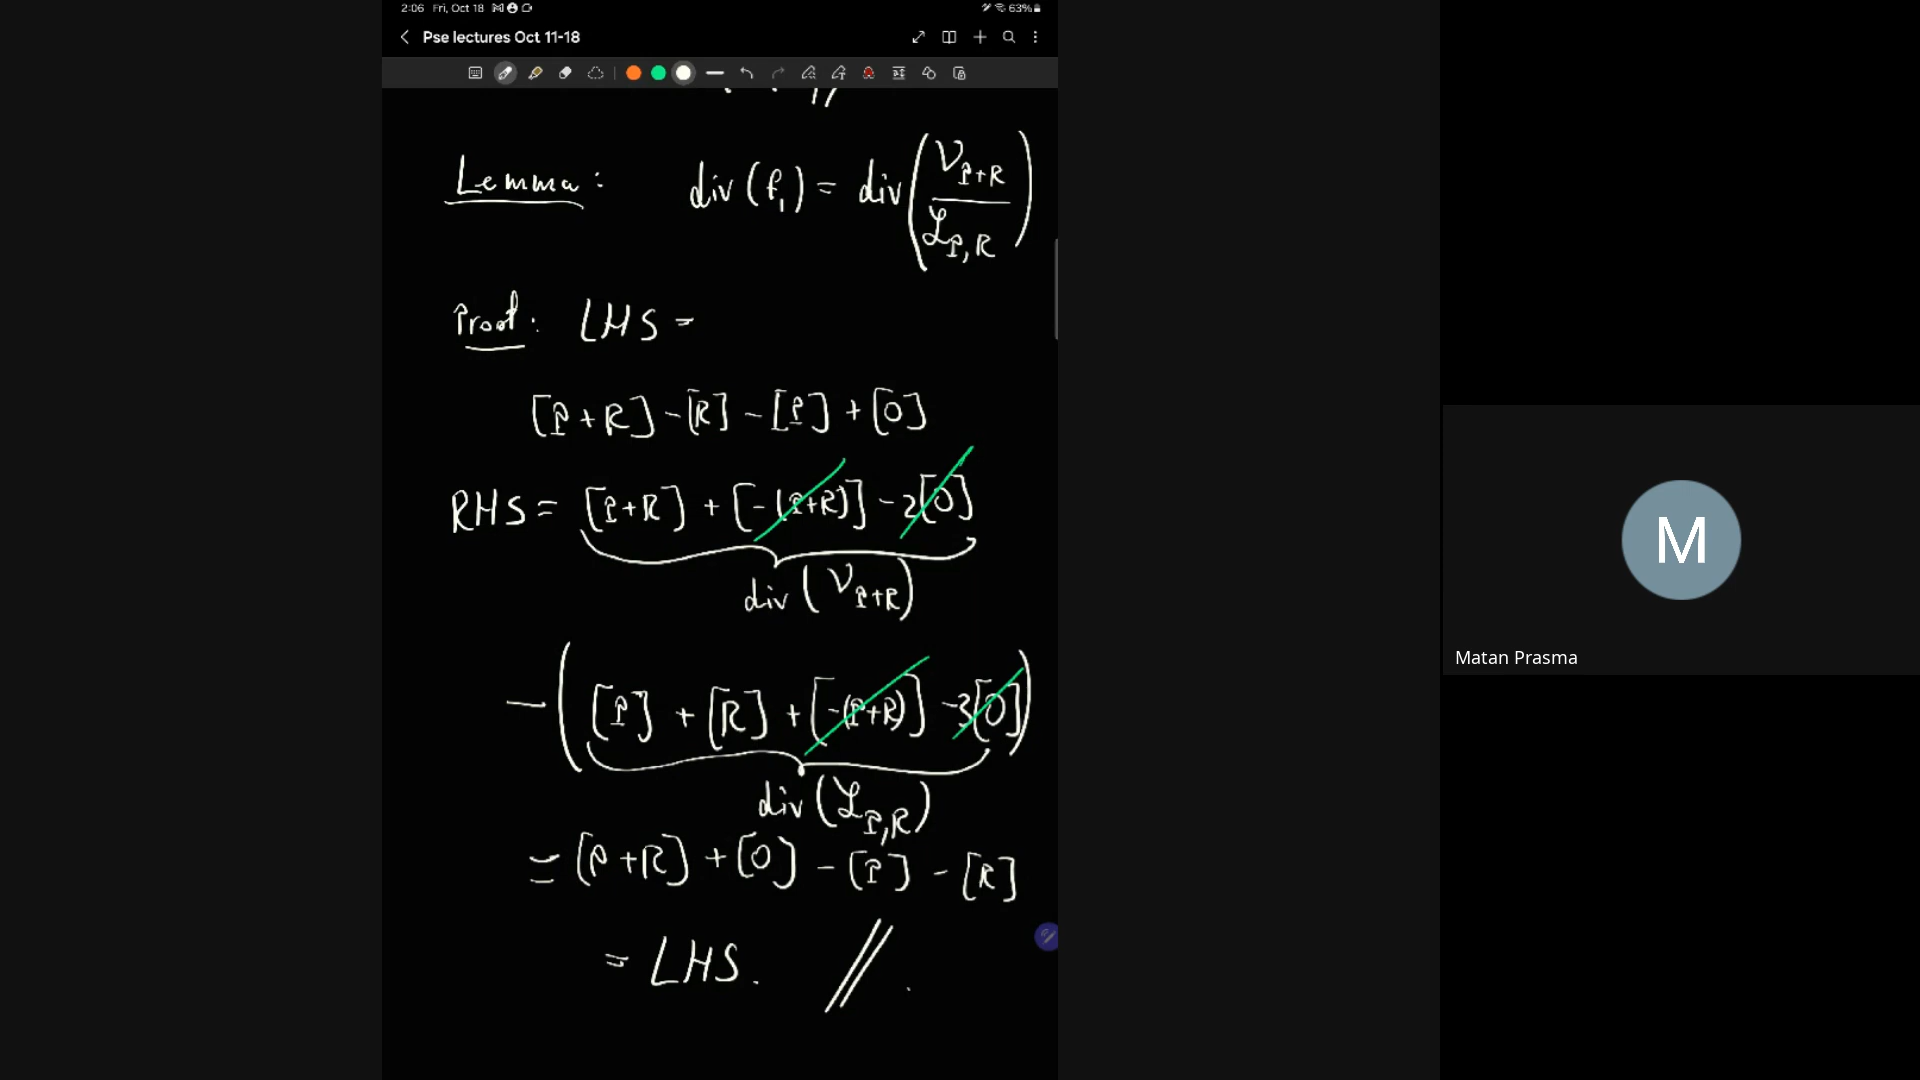 2:06 Fri, Oct 18 63%
Pse lectures Oct 11-18
Lemma: div(f₁) = div(V_{P+R} / ℒ_{P,R})
Proof: LHS =
[P+R] - [R] - [P] + [O]
RHS = [P+R] + [-(P+R)] - 2[O]
div(V_{P+R})
- ([P] + [R] + [-(P+R)] - 3[O])
div(ℒ_{P,R})
= [P+R] + [O] - [P] - [R]
= LHS. //
M
Matan Prasma